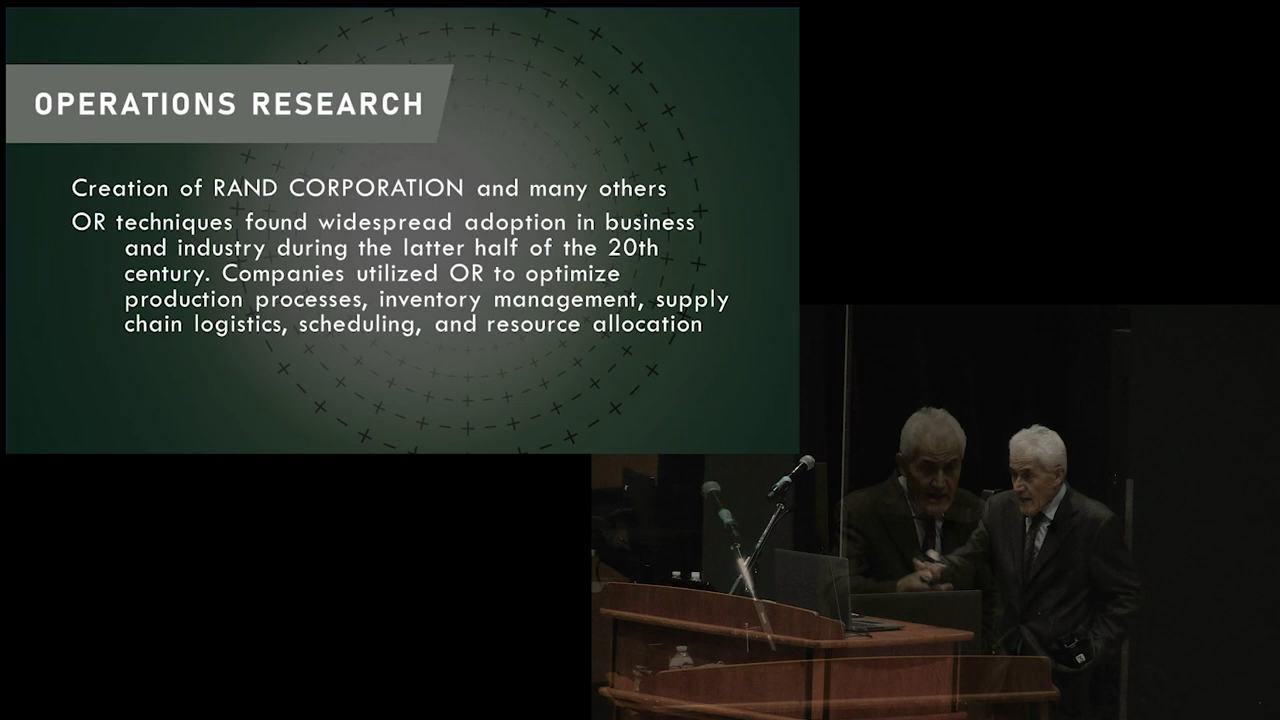 OPERATIONS RESEARCH
Creation of RAND CORPORATION and many others
OR techniques found widespread adoption in business
and industry during the latter half of the 20th
century. Companies utilized OR to optimize
production processes, inventory management, supply
chain logistics, scheduling, and resource allocation